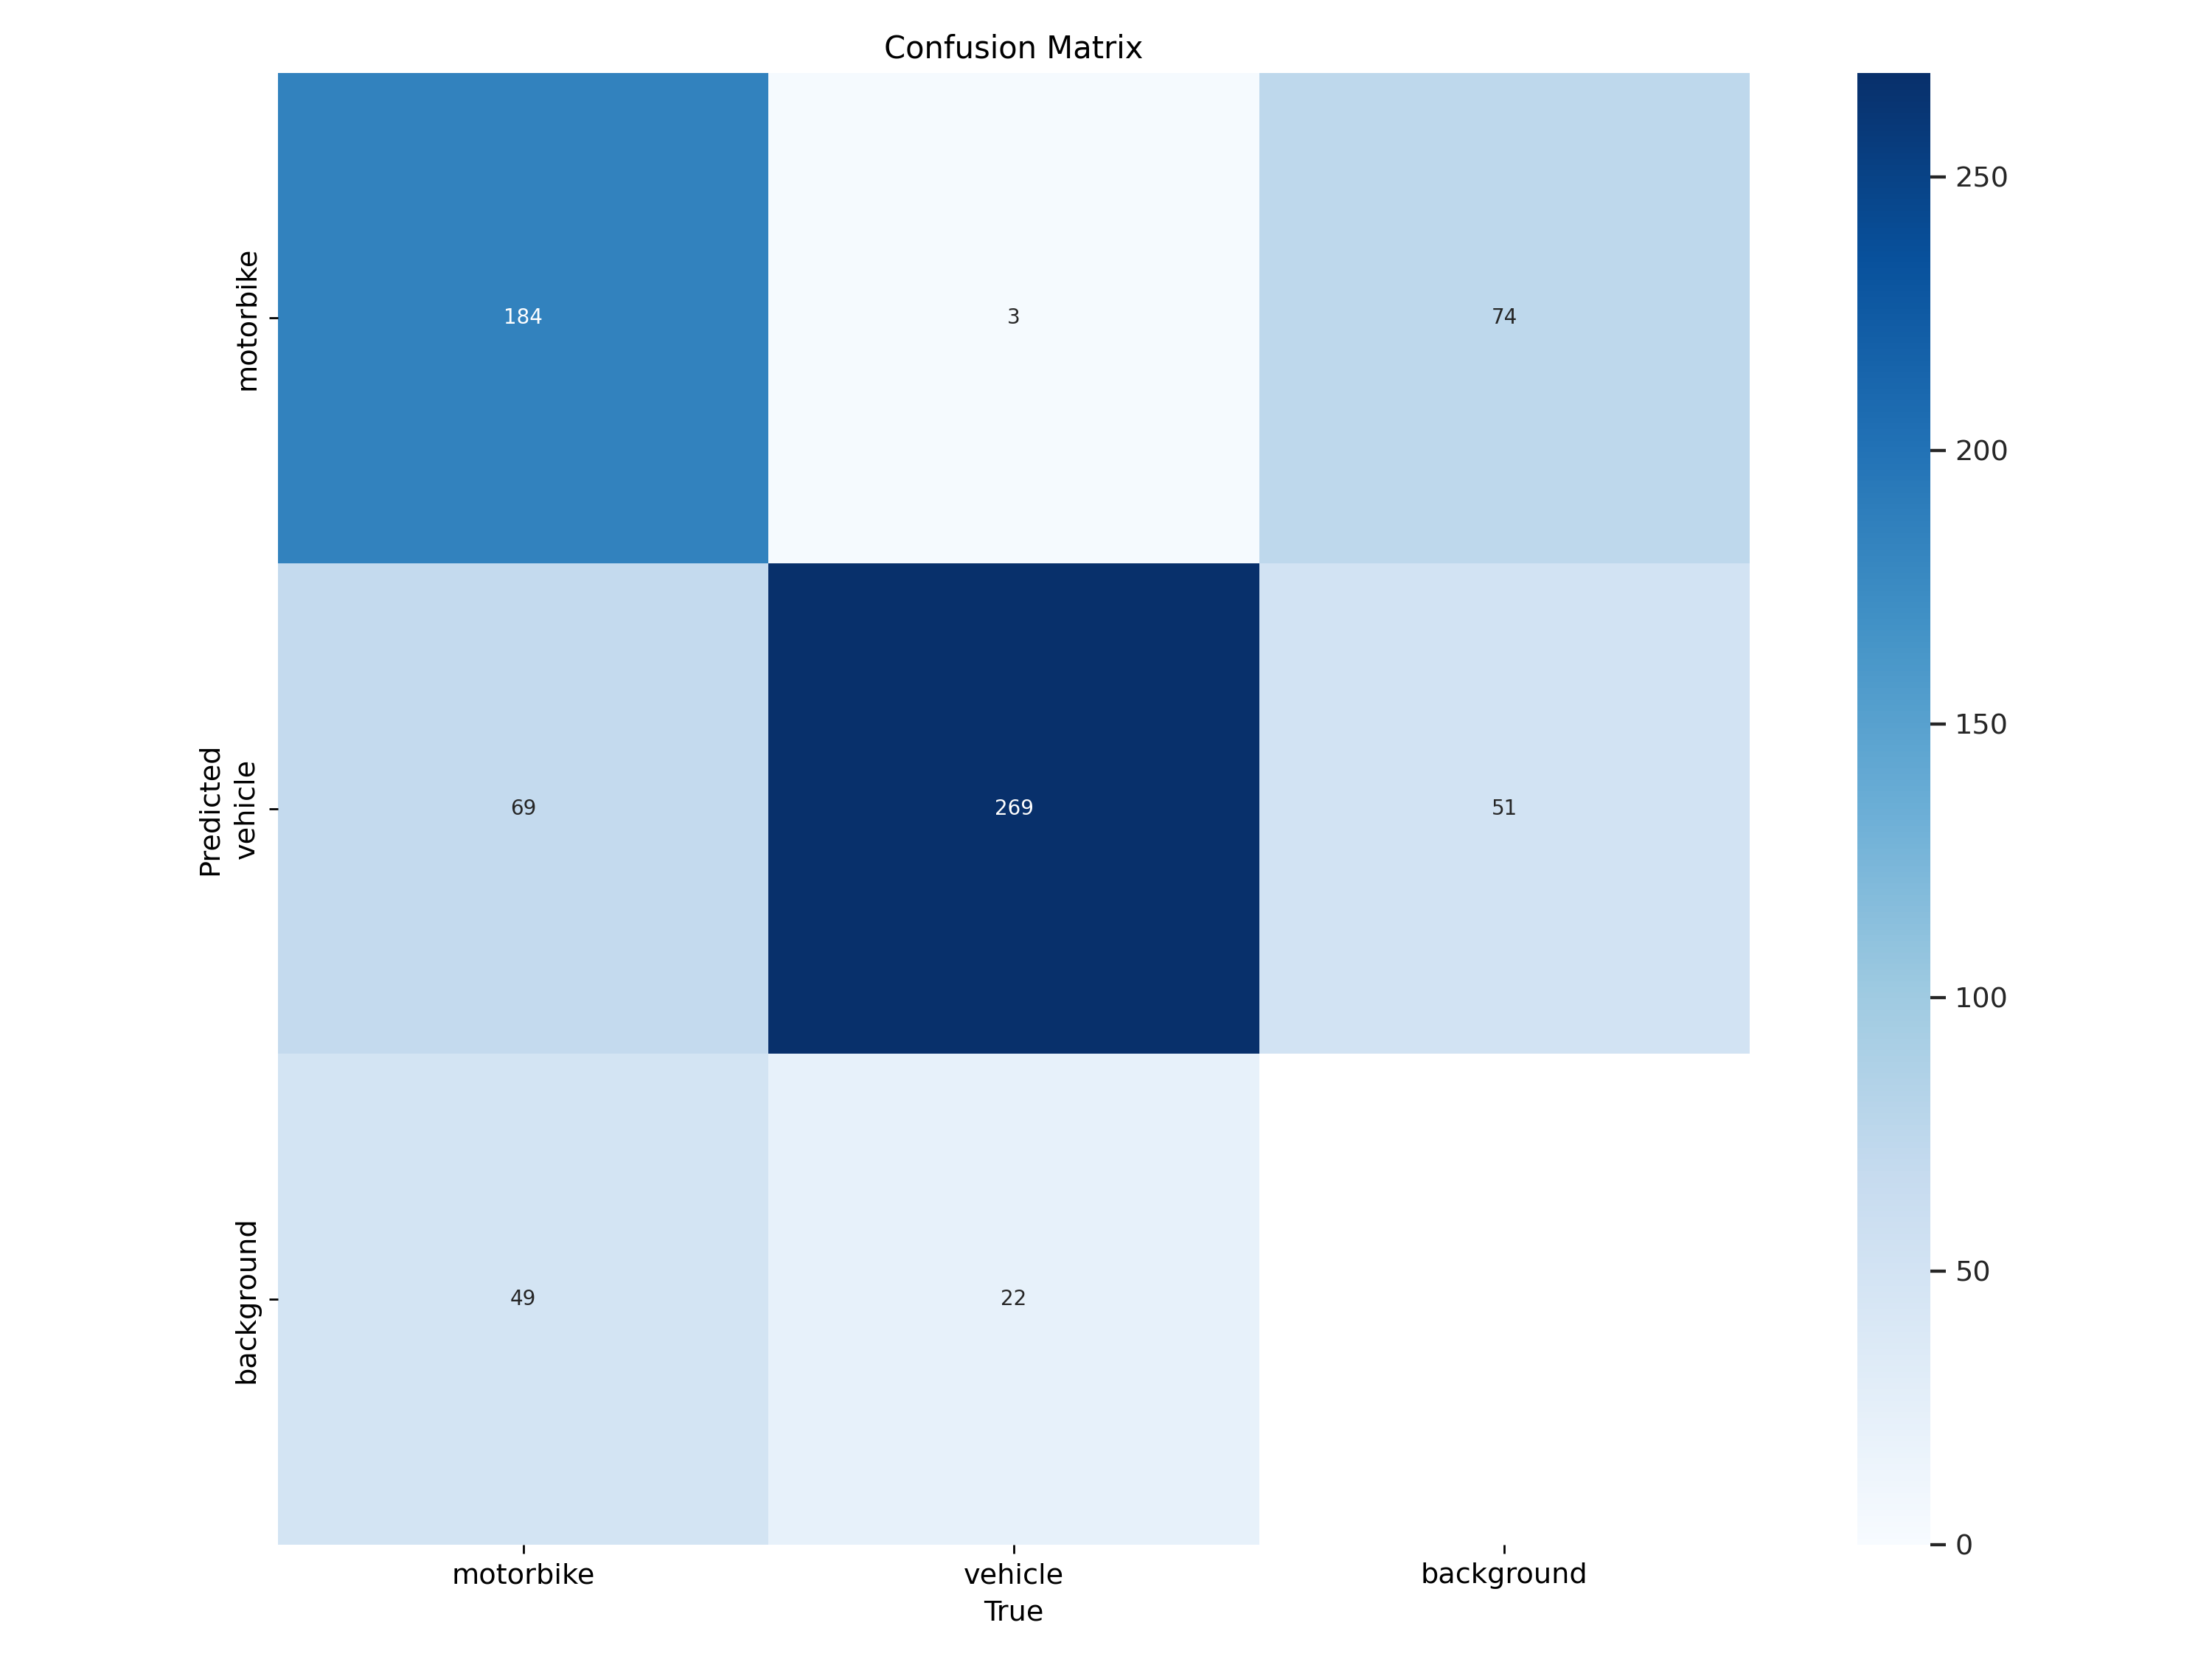 Confusion Matrix
motorbike
184
3
74
250
200
Predicted
vehicle
69
269
51
150
100
background
49
22
50
0
motorbike
vehicle
background
True